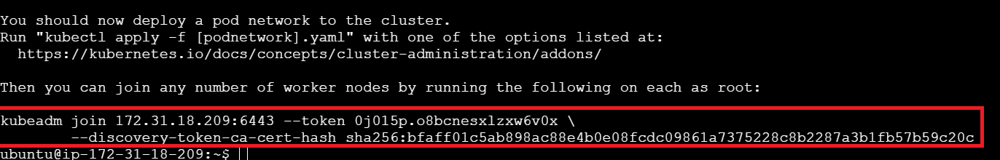 You should now deploy a pod network to the cluster.
Run "kubectl apply -f [podnetwork].yaml" with one of the options listed at:
  https://kubernetes.io/docs/concepts/cluster-administration/addons/
Then you can join any number of worker nodes by running the following on each as root:
kubeadm join 172.31.18.209:6443 --token 0j015p.o8bcnesxlzxw6v0x \
        --discovery-token-ca-cert-hash sha256:bfaff01c5ab898ac88e4b0e08fcdc09861a7375228c8b2287a3b1fb57b59c20c
ubuntu@ip-172-31-18-209:~$